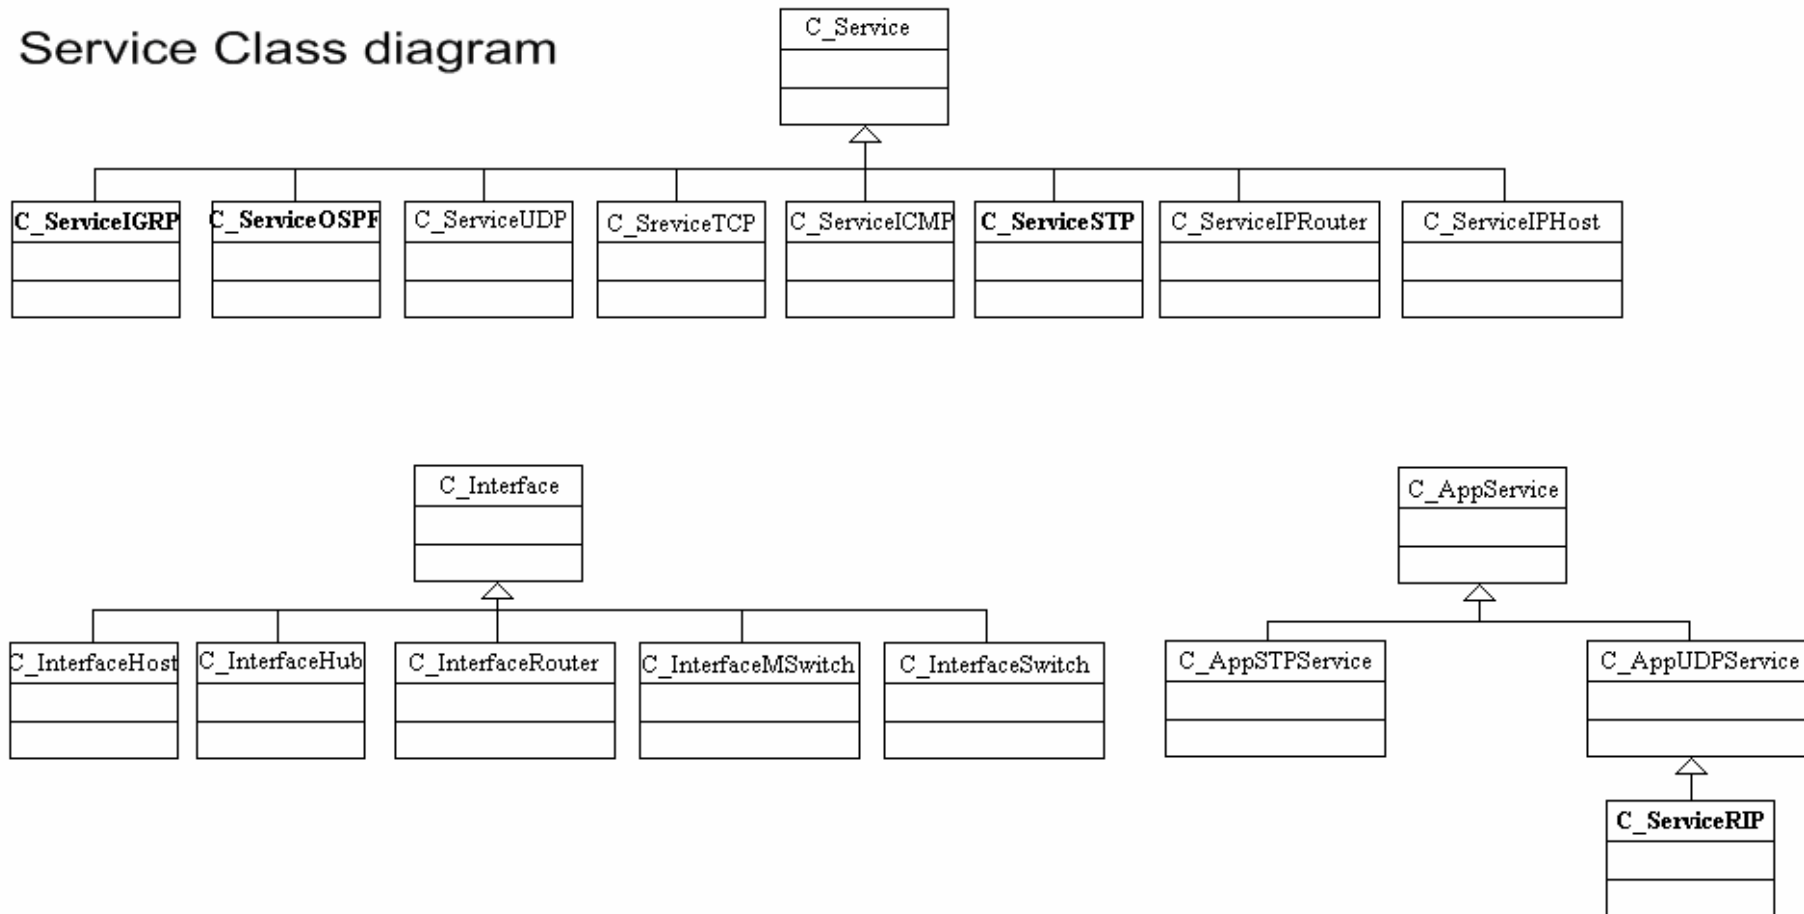 Service Class diagram
C_Service
C_ServiceIGRP
C_ServiceOSPF
C_ServiceUDP
C_SreviceTCP
C_ServiceICMP
C_ServiceSTP
C_ServiceIPRouter
C_ServiceIPHost
C_Interface
C_AppService
C_InterfaceHost
C_InterfaceHub
C_InterfaceRouter
C_InterfaceMSwitch
C_InterfaceSwitch
C_AppSTPService
C_AppUDPService
C_ServiceRIP